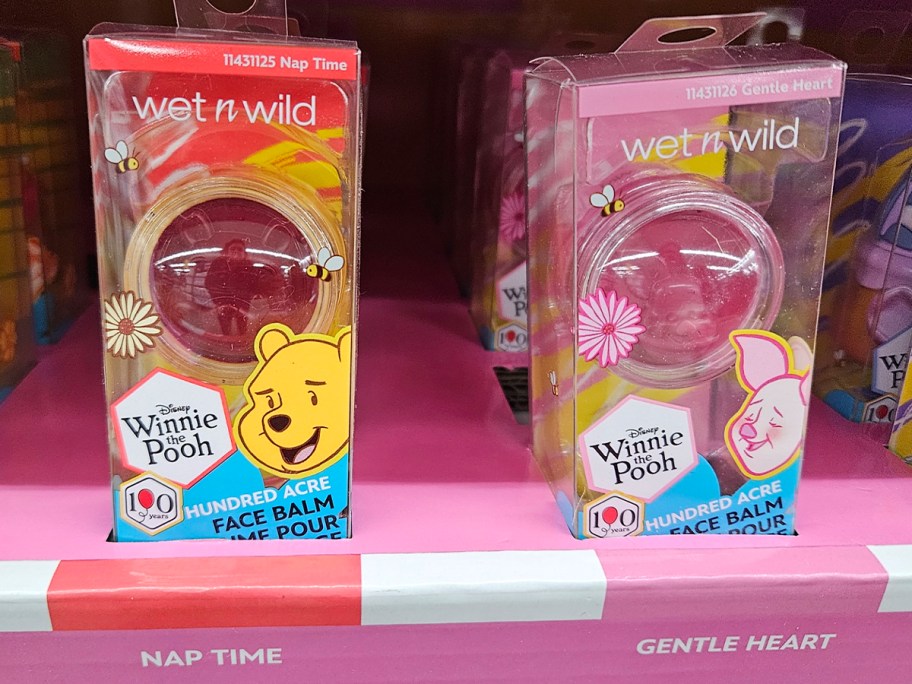 11431125 Nap Time
wet n wild
Disney
Winnie
the
Pooh
100
years
HUNDRED ACRE
FACE BALM
11431126 Gentle Heart
wet n wild
Disney
Winnie
the
Pooh
100
years
HUNDRED ACRE
FACE BALM
POUR
NAP TIME
GENTLE HEART